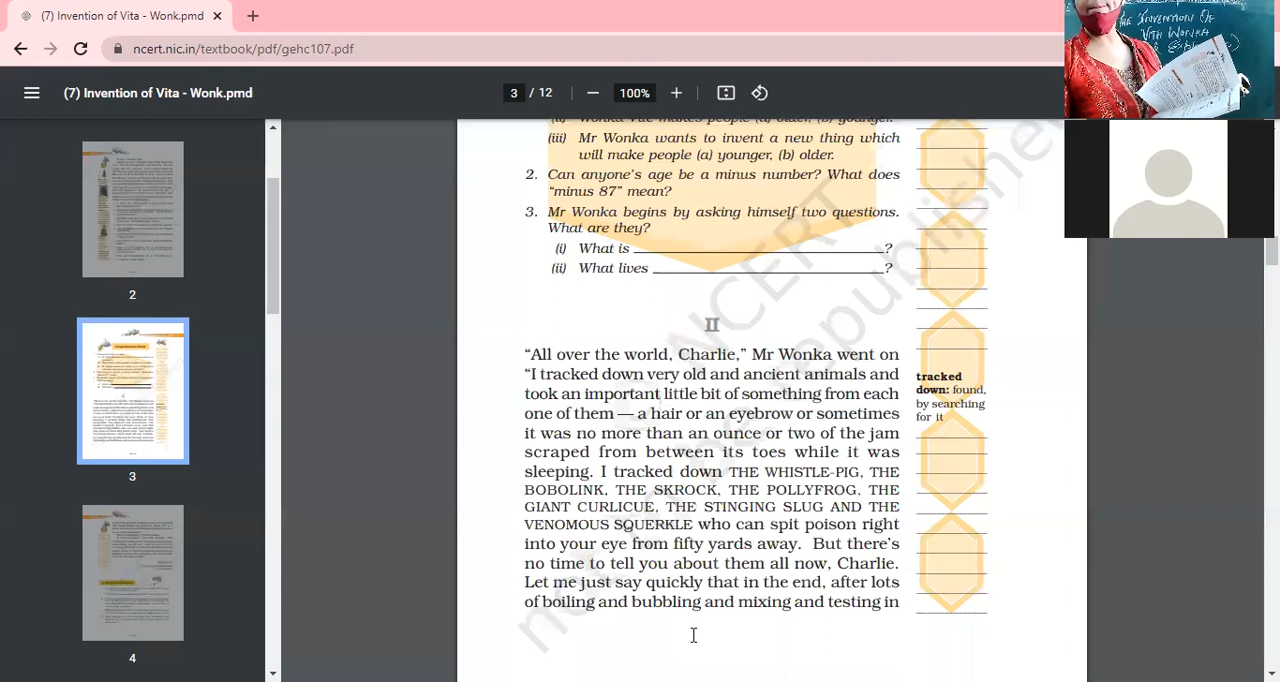 (7) Invention of Vita - Wonk.pmd
ncert.nic.in/textbook/pdf/gehc107.pdf
(7) Invention of Vita - Wonk.pmd
3 / 12
100%
THE INVENTION OF
VITA WONKA
2
3
4
(ii) Wonka Vite makes people (a) older, (b) younger.
(iii) Mr Wonka wants to invent a new thing which
will make people (a) younger, (b) older.
2. Can anyone's age be a minus number? What does
“minus 87” mean?
3. Mr Wonka begins by asking himself two questions.
What are they?
(i) What is ?
(ii) What lives ?
II
“All over the world, Charlie,” Mr Wonka went on
“I tracked down very old and ancient animals and
took an important little bit of something from each
one of them — a hair or an eyebrow or sometimes
it was no more than an ounce or two of the jam
scraped from between its toes while it was
sleeping. I tracked down THE WHISTLE-PIG, THE
BOBOLINK, THE SKROCK, THE POLLYFROG, THE
GIANT CURLICUE, THE STINGING SLUG AND THE
VENOMOUS SQUERKLE who can spit poison right
into your eye from fifty yards away. But there's
no time to tell you about them all now, Charlie.
Let me just say quickly that in the end, after lots
of boiling and bubbling and mixing and testing in
tracked
down: found,
by searching
for it